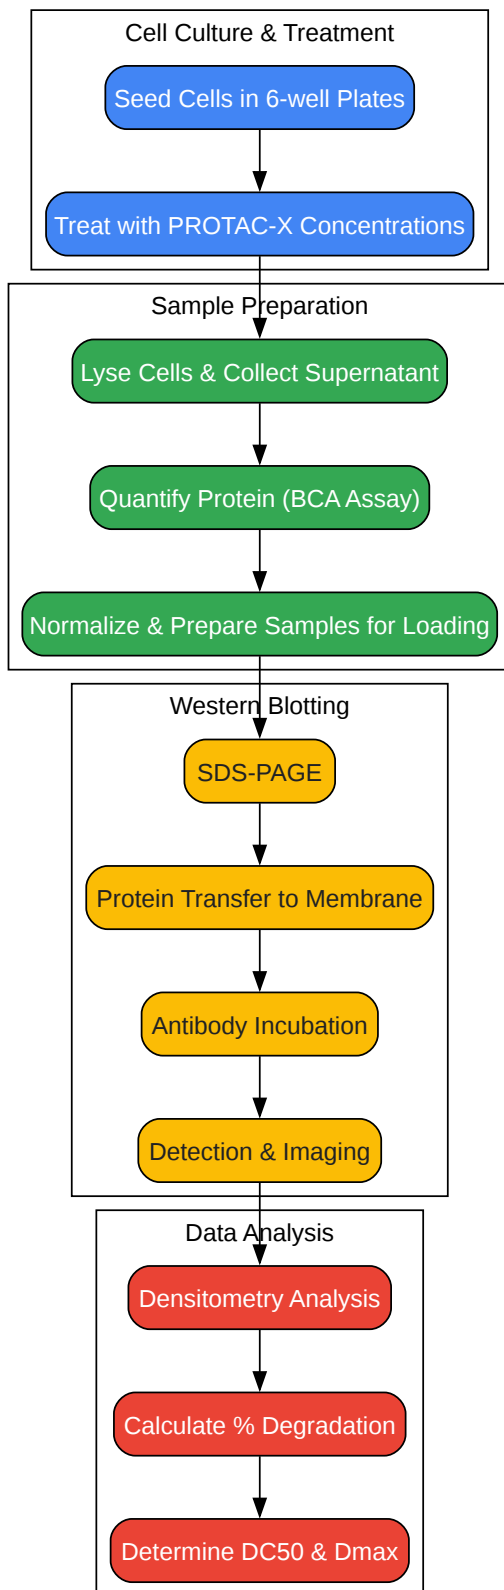 Cell Culture & Treatment
Seed Cells in 6-well Plates
Treat with PROTAC-X Concentrations
Sample Preparation
Lyse Cells & Collect Supernatant
Quantify Protein (BCA Assay)
Normalize & Prepare Samples for Loading
Western Blotting
SDS-PAGE
Protein Transfer to Membrane
Antibody Incubation
Detection & Imaging
Data Analysis
Densitometry Analysis
Calculate % Degradation
Determine DC50 & Dmax